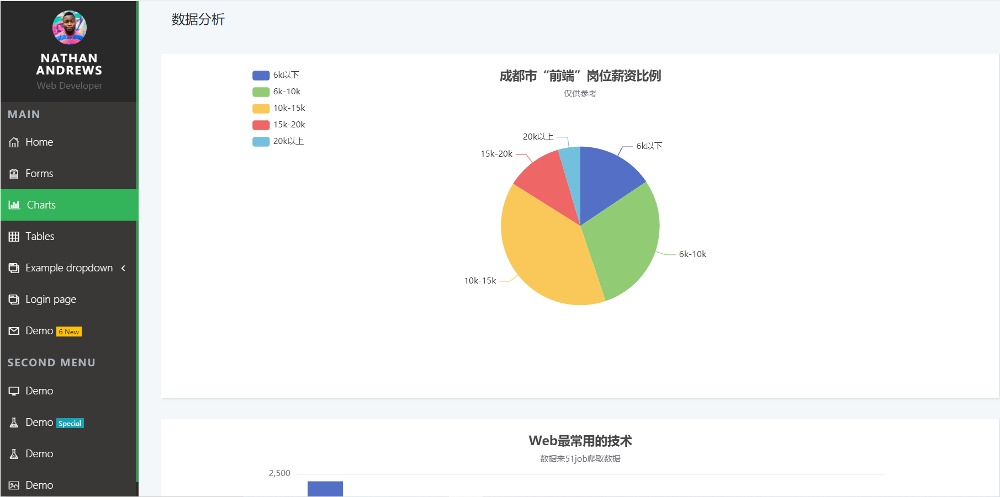 NATHAN
ANDREWS
Web Developer
MAIN
Home
Forms
Charts
Tables
Example dropdown
Login page
Demo 6 New
SECOND MENU
Demo
Demo Special
Demo
Demo
数据分析
6k以下
6k-10k
10k-15k
15k-20k
20k以上
成都市“前端”岗位薪资比例
仅供参考
20k以上
6k以下
15k-20k
6k-10k
10k-15k
Web最常用的技术
数据来51job爬取数据
2,500